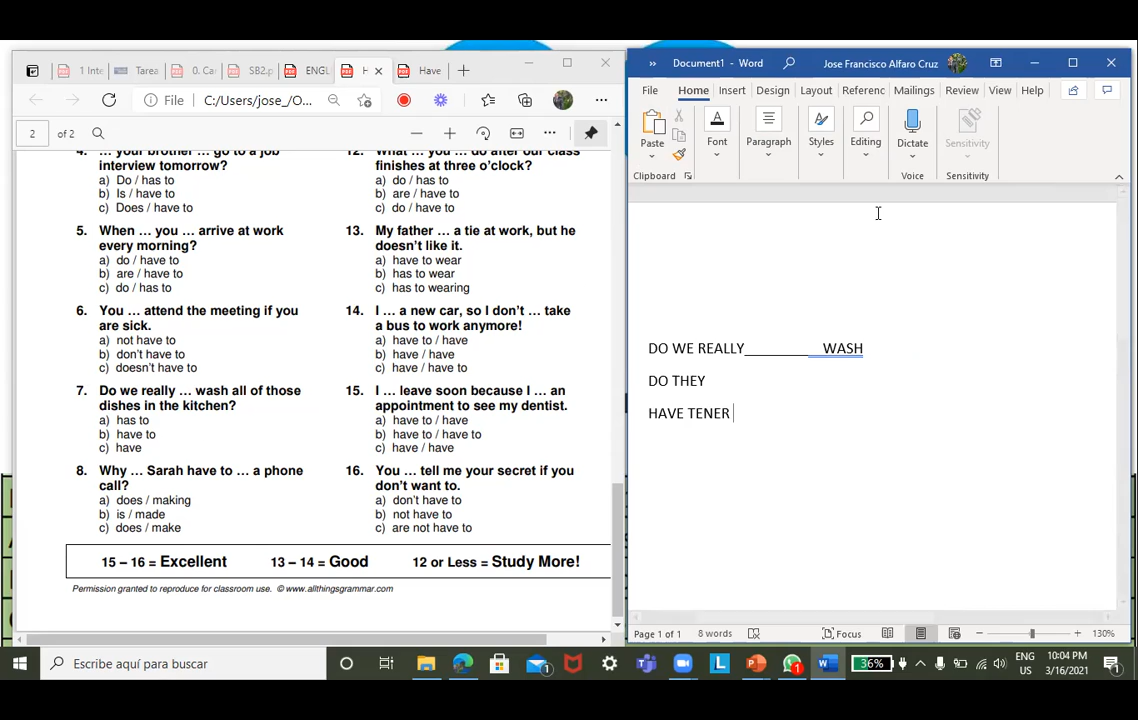 1 Inte
Tarea
0. Ca
SB2.p
ENGL
H
Have
File
C:/Users/jose_/O...
2
of 2
4. ... your brother ... go to a job
interview tomorrow?
a) Do / has to
b) Is / have to
c) Does / have to
5. When ... you ... arrive at work
every morning?
a) do / have to
b) are / have to
c) do / has to
6. You ... attend the meeting if you
are sick.
a) not have to
b) don't have to
c) doesn't have to
7. Do we really ... wash all of those
dishes in the kitchen?
a) has to
b) have to
c) have
8. Why ... Sarah have to ... a phone
call?
a) does / making
b) is / made
c) does / make
12. What ... you ... do after our class
finishes at three o'clock?
a) do / has to
b) are / have to
c) do / have to
13. My father ... a tie at work, but he
doesn't like it.
a) have to wear
b) has to wear
c) has to wearing
14. I ... a new car, so I don't ... take
a bus to work anymore!
a) have to / have
b) have / have
c) have / have to
15. I ... leave soon because I ... an
appointment to see my dentist.
a) have to / have
b) have to / have to
c) have / have
16. You ... tell me your secret if you
don't want to.
a) don't have to
b) not have to
c) are not have to
15 – 16 = Excellent 13 – 14 = Good 12 or Less = Study More!
Permission granted to reproduce for classroom use. © www.allthingsgrammar.com
Document1 - Word
Jose Francisco Alfaro Cruz
File Home Insert Design Layout Referenc Mailings Review View Help
Paste
Font
Paragraph
Styles
Editing
Dictate
Sensitivity
Clipboard
Voice
Sensitivity
DO WE REALLY________ WASH
DO THEY
HAVE TENER
Page 1 of 1 8 words Focus 130%
Escribe aquí para buscar
36%
ENG
US
10:04 PM
3/16/2021